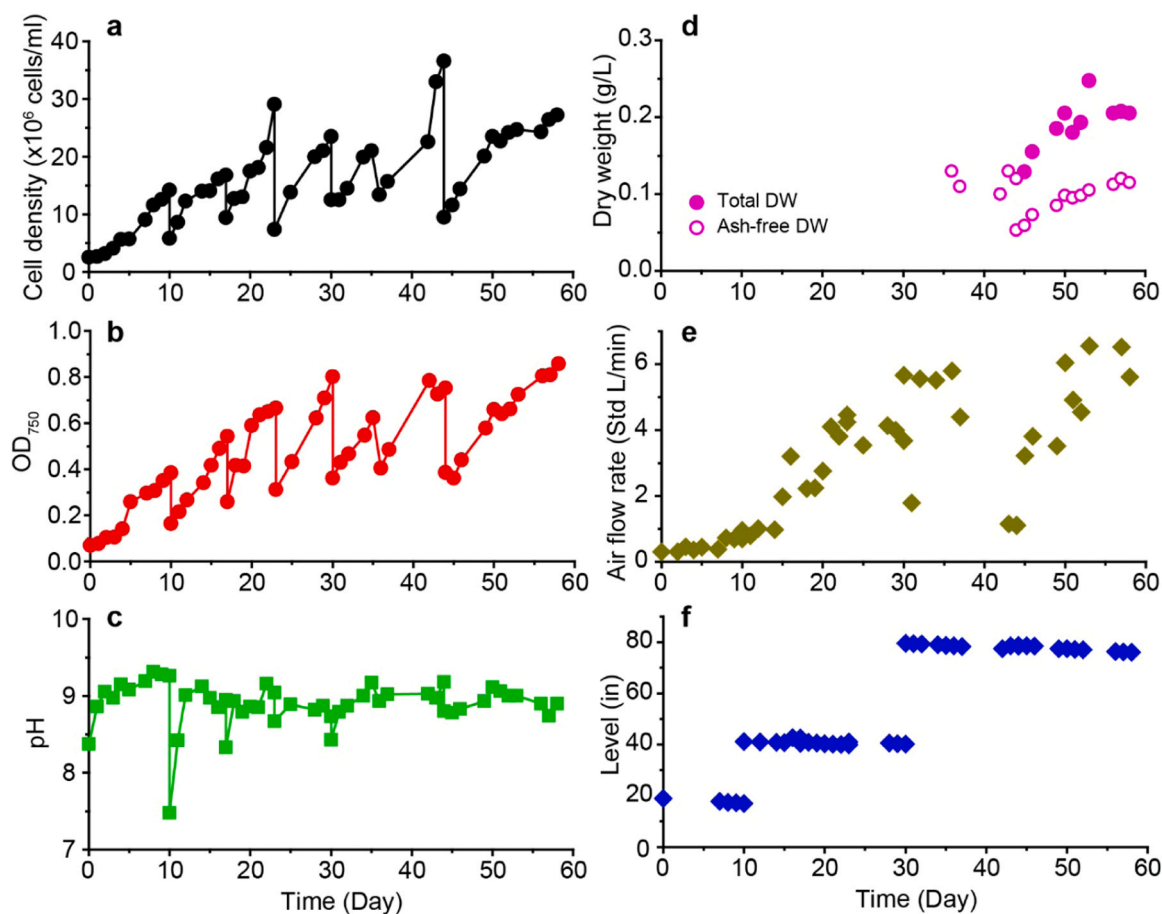 a
Cell density (x10⁶ cells/ml)
40
30
20
10
0
0 10 20 30 40 50 60
b
OD₇₅₀
1.0
0.8
0.6
0.4
0.2
0.0
0 10 20 30 40 50 60
c
pH
10
9
8
7
0 10 20 30 40 50 60
Time (Day)
d
Dry weight (g/L)
0.3
0.2
0.1
0.0
Total DW
Ash-free DW
0 10 20 30 40 50 60
e
Air flow rate (Std L/min)
6
4
2
0
0 10 20 30 40 50 60
f
Level (in)
80
60
40
20
0
0 10 20 30 40 50 60
Time (Day)